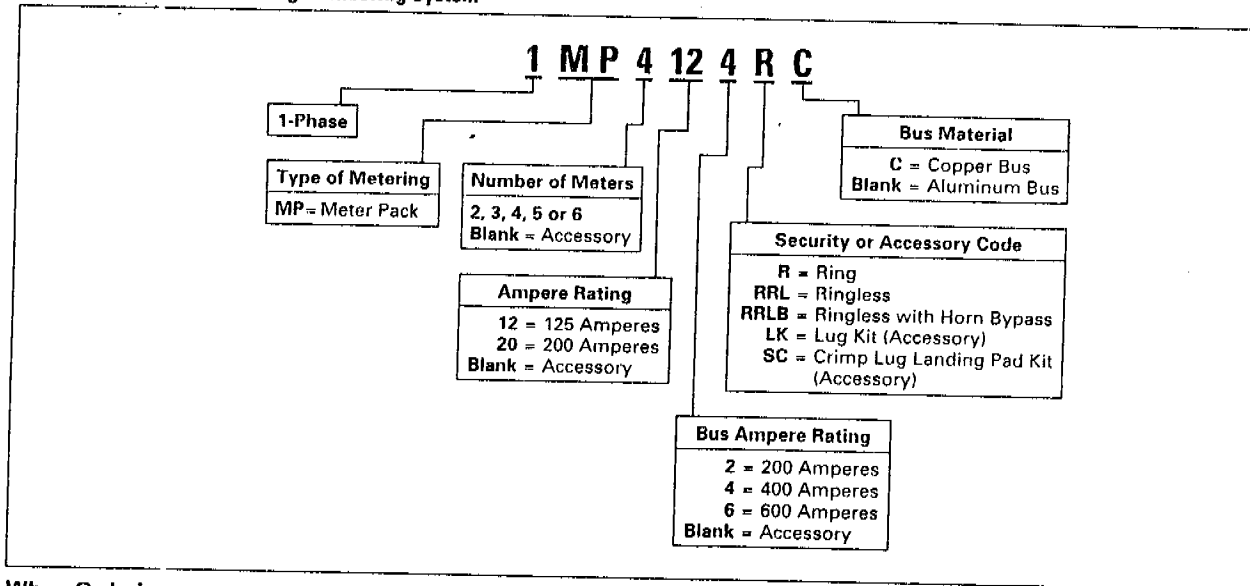 System
1 MP 4 12 4 R C
1-Phase
Type of Metering
MP= Meter Pack
Number of Meters
2, 3, 4, 5 or 6
Blank = Accessory
Ampere Rating
12 = 125 Amperes
20 = 200 Amperes
Blank = Accessory
Bus Material
C = Copper Bus
Blank = Aluminum Bus
Security or Accessory Code
R = Ring
RRL = Ringless
RRLB = Ringless with Horn Bypass
LK = Lug Kit (Accessory)
SC = Crimp Lug Landing Pad Kit
(Accessory)
Bus Ampere Rating
2 = 200 Amperes
4 = 400 Amperes
6 = 600 Amperes
Blank = Accessory